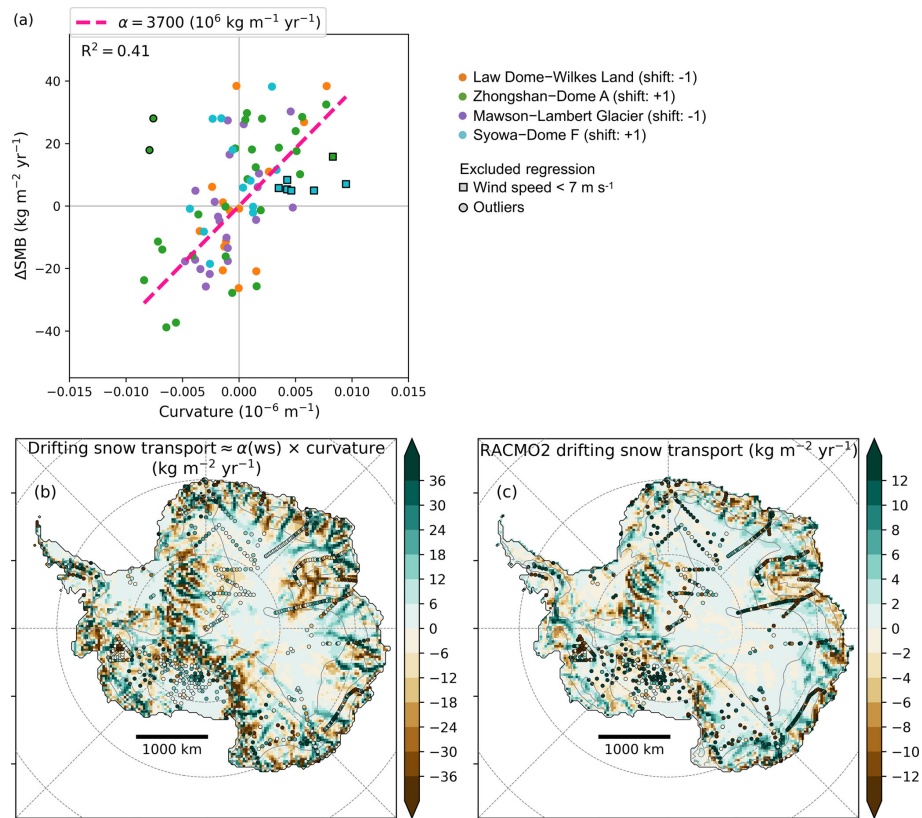 (a)
α = 3700 (10⁶ kg m⁻¹ yr⁻¹)
R² = 0.41
40
20
0
−20
−40
ΔSMB (kg m⁻² yr⁻¹)
−0.015 −0.010 −0.005 0.000 0.005 0.010 0.015
Curvature (10⁻⁶ m⁻¹)
Law Dome−Wilkes Land (shift: -1)
Zhongshan−Dome A (shift: +1)
Mawson−Lambert Glacier (shift: -1)
Syowa−Dome F (shift: +1)
Excluded regression
Wind speed < 7 m s⁻¹
Outliers
Drifting snow transport ≈ α(ws) × curvature
(kg m⁻² yr⁻¹)
(b)
1000 km
36
30
24
18
12
6
0
−6
−12
−18
−24
−30
−36
RACMO2 drifting snow transport (kg m⁻² yr⁻¹)
(c)
1000 km
12
10
8
6
4
2
0
−2
−4
−6
−8
−10
−12